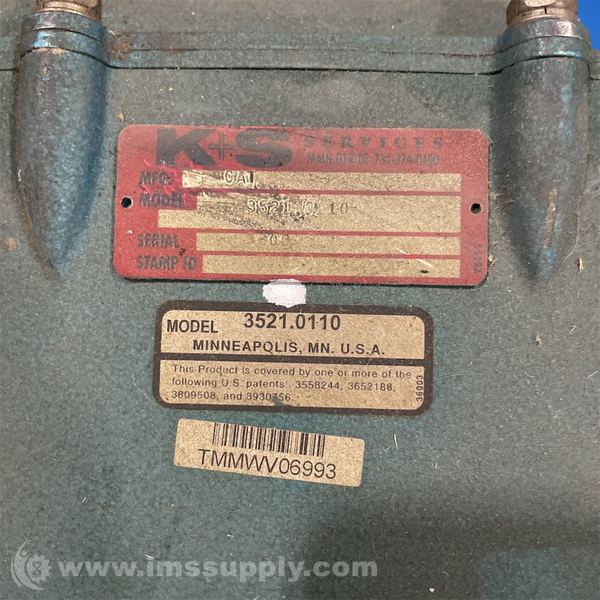 K+S SERVICES
MAIN OFFICE 734-374-0400
MFG.
MODEL
SERIAL
STAMP ID
MODEL 3521.0110
MINNEAPOLIS, MN. U.S.A.
This Product is covered by one or more of the
following U.S. patents: 3558244, 3652188,
3809508, and 3930756.
36003
TMMWV06993
www.imssupply.com